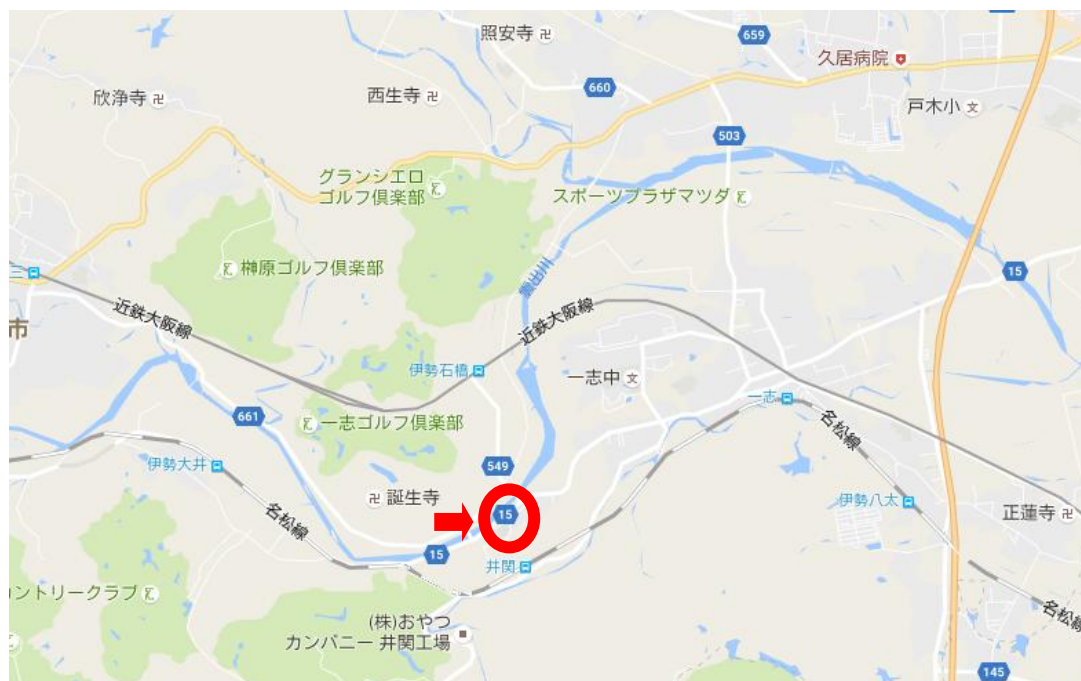 照安寺
659
久居病院
欣浄寺
西生寺
660
戸木小 文
503
グランシエロ
ゴルフ倶楽部
スポーツプラザマツダ
榊原ゴルフ倶楽部
15
三
近鉄大阪線
市
近鉄大阪線
伊勢石橋
一志中 文
一志
661
一志ゴルフ倶楽部
名松線
伊勢大井
549
誕生寺
伊勢八太
15
正蓮寺
名松線
15
井関
ントリークラブ
(株)おやつ
カンパニー 井関工場
名松線
145